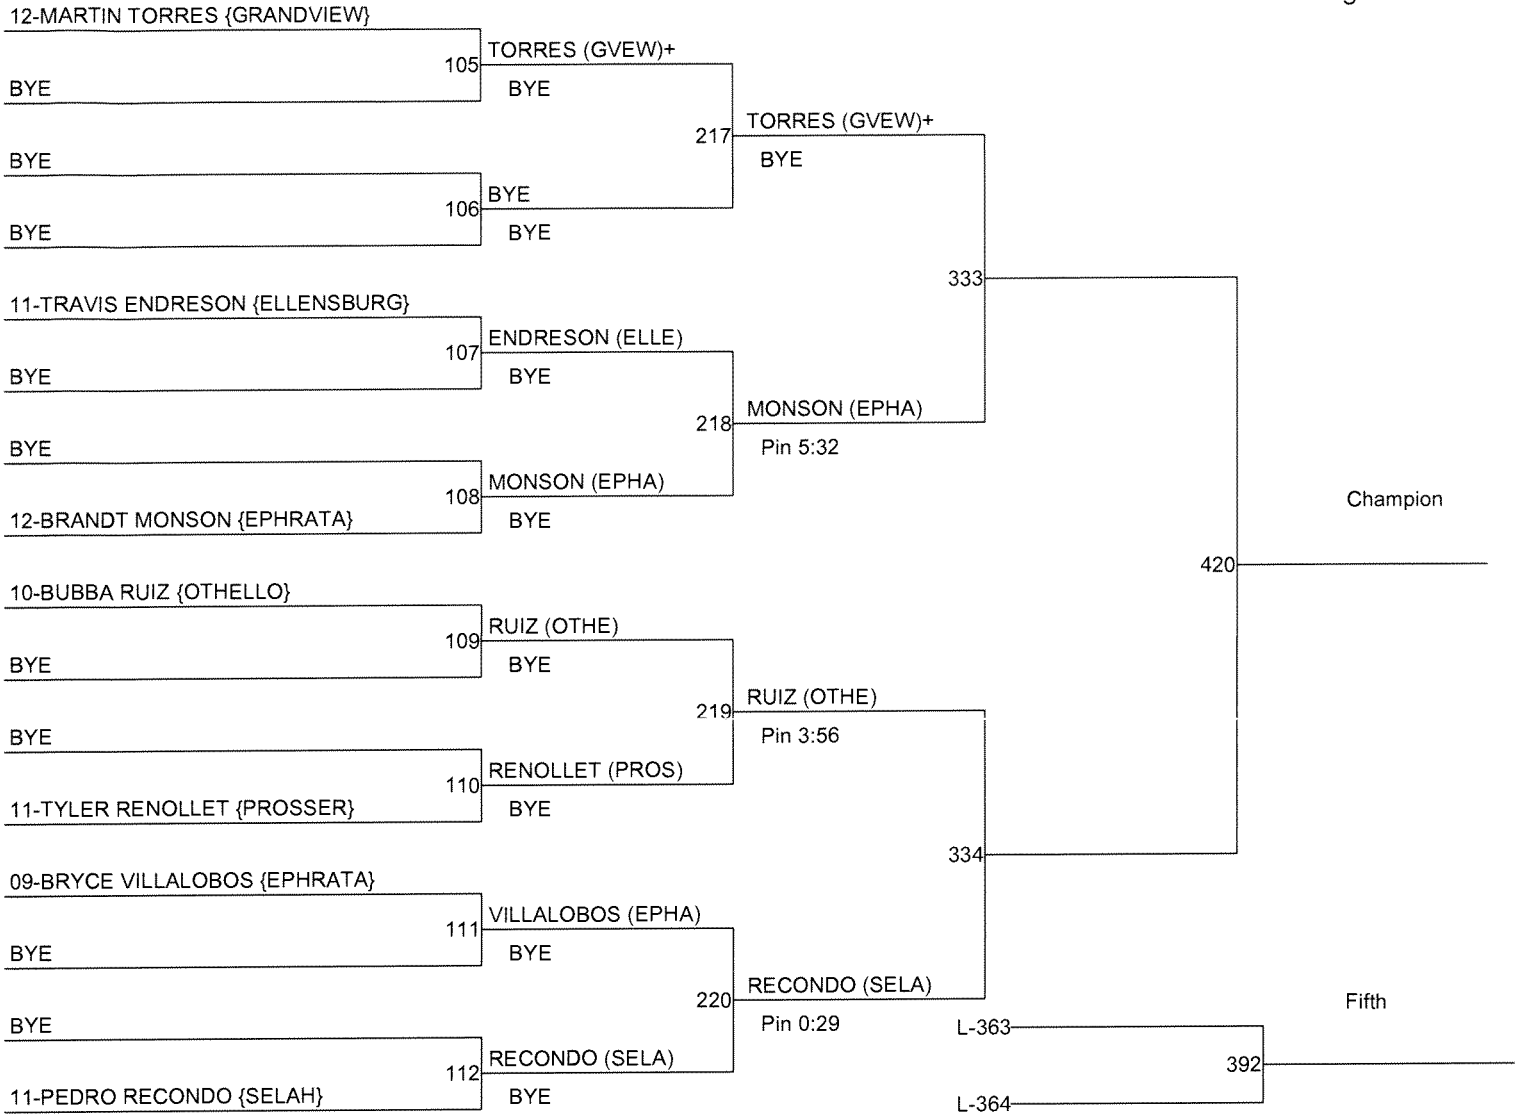 12-MARTIN TORRES {GRANDVIEW}
105
TORRES (GVEW)+
BYE
BYE
217
TORRES (GVEW)+
BYE
BYE
106
BYE
BYE
BYE
333
11-TRAVIS ENDRESON {ELLENSBURG}
107
ENDRESON (ELLE)
BYE
BYE
218
MONSON (EPHA)
Pin 5:32
BYE
108
MONSON (EPHA)
BYE
12-BRANDT MONSON {EPHRATA}
Champion
420
10-BUBBA RUIZ {OTHELLO}
109
RUIZ (OTHE)
BYE
BYE
219
RUIZ (OTHE)
Pin 3:56
BYE
110
RENOLLET (PROS)
BYE
11-TYLER RENOLLET {PROSSER}
334
09-BRYCE VILLALOBOS {EPHRATA}
111
VILLALOBOS (EPHA)
BYE
BYE
220
RECONDO (SELA)
Pin 0:29
Fifth
BYE
L-363
112
RECONDO (SELA)
BYE
392
11-PEDRO RECONDO {SELAH}
L-364